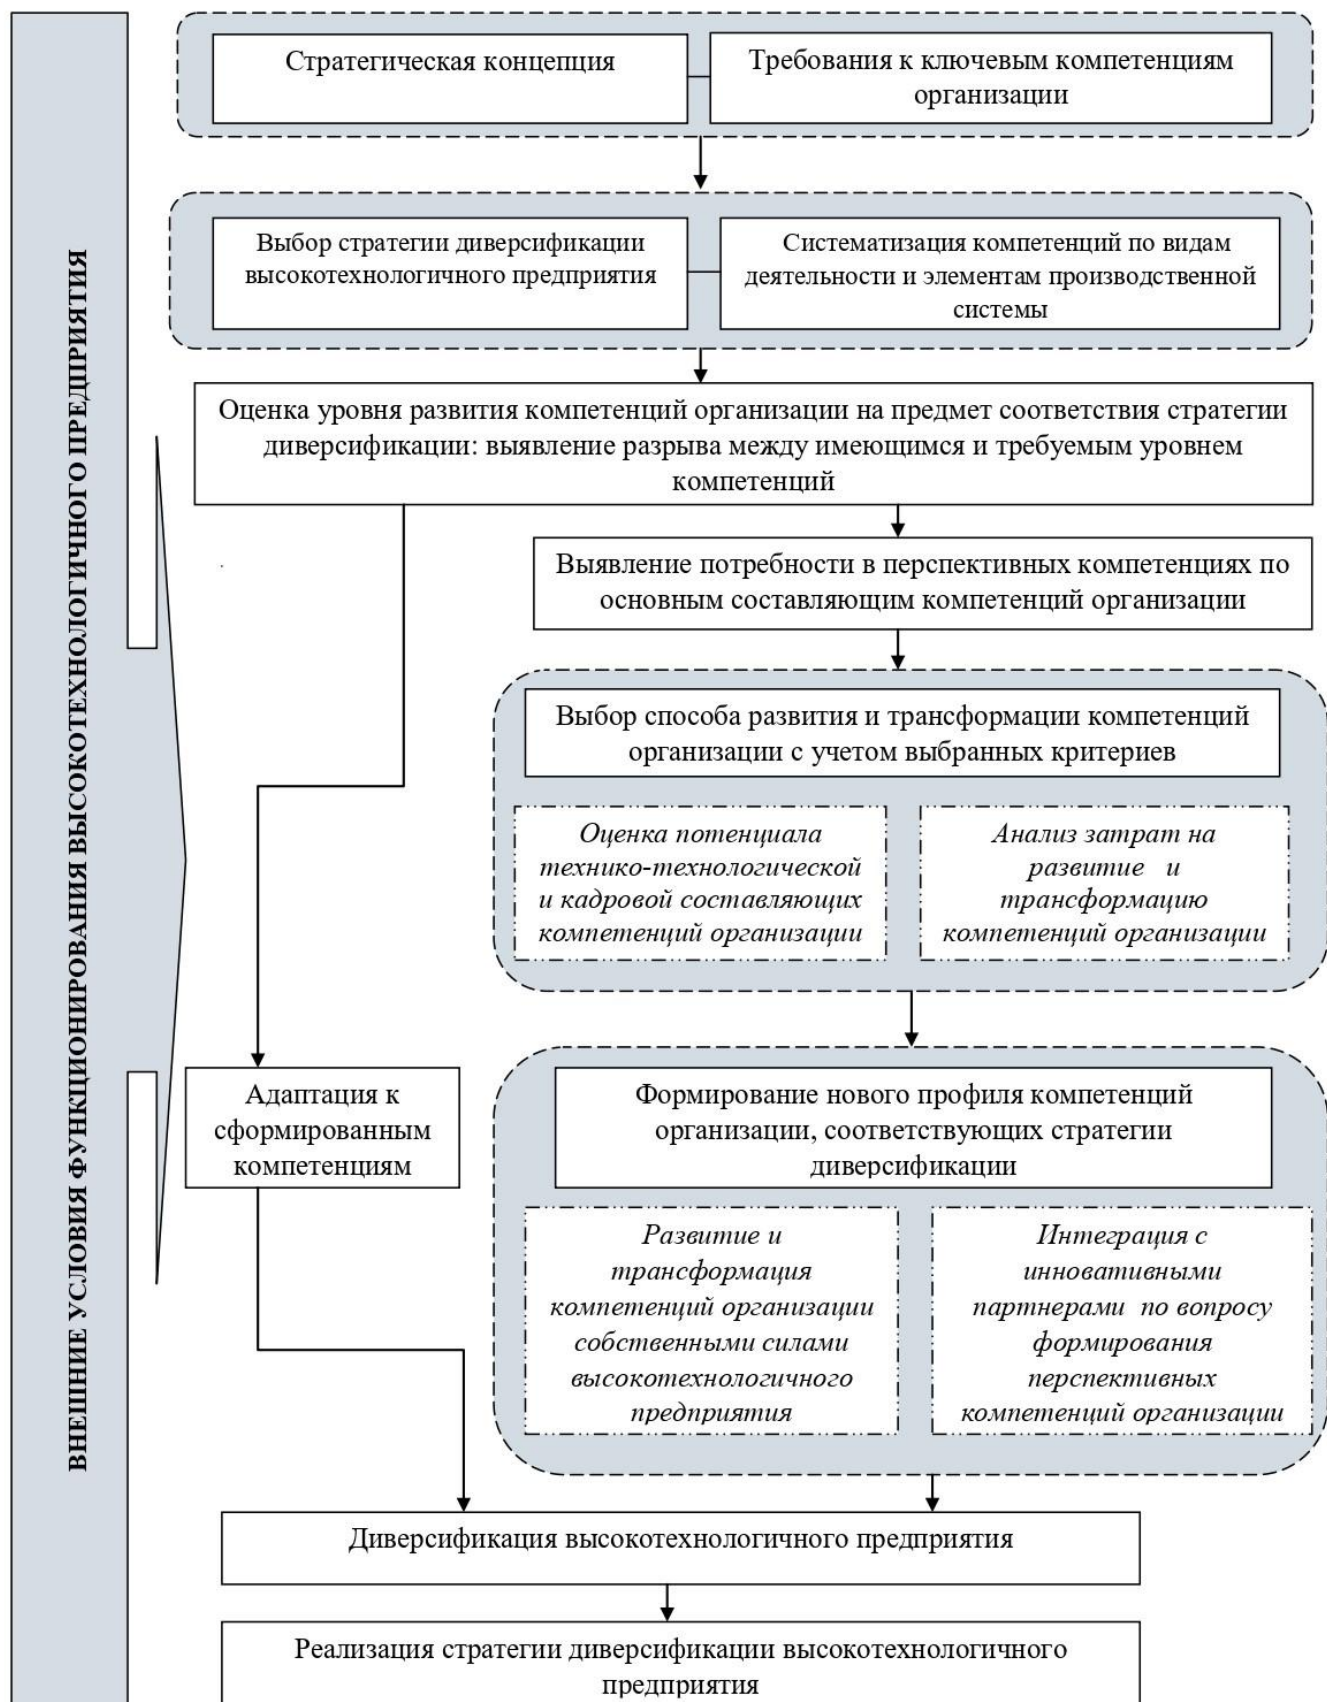 ВНЕШНИЕ УСЛОВИЯ ФУНКЦИОНИРОВАНИЯ ВЫСОКОТЕХНОЛОГИЧНОГО ПРЕДПРИЯТИЯ
Стратегическая концепция
Требования к ключевым компетенциям
организации
Выбор стратегии диверсификации
высокотехнологичного предприятия
Систематизация компетенций по видам
деятельности и элементам производственной
системы
Оценка уровня развития компетенций организации на предмет соответствия стратегии
диверсификации: выявление разрыва между имеющимся и требуемым уровнем
компетенций
Выявление потребности в перспективных компетенциях по
основным составляющим компетенций организации
Выбор способа развития и трансформации компетенций
организации с учетом выбранных критериев
Оценка потенциала
технико-технологической
и кадровой составляющих
компетенций организации
Анализ затрат на
развитие и
трансформацию
компетенций организации
Адаптация к
сформированным
компетенциям
Формирование нового профиля компетенций
организации, соответствующих стратегии
диверсификации
Развитие и
трансформация
компетенций организации
собственными силами
высокотехнологичного
предприятия
Интеграция с
инновативными
партнерами по вопросу
формирования
перспективных
компетенций организации
Диверсификация высокотехнологичного предприятия
Реализация стратегии диверсификации высокотехнологичного
предприятия